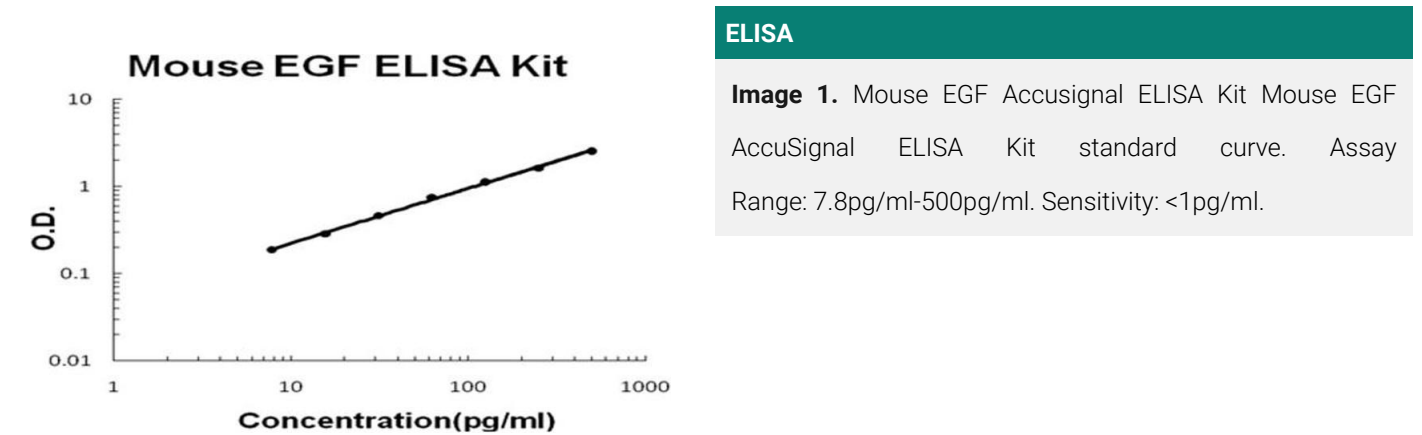 Mouse EGF ELISA Kit
10
1
0.1
0.01
O.D.
1
10
100
1000
Concentration(pg/ml)
ELISA
Image 1. Mouse EGF Accusignal ELISA Kit Mouse EGF
AccuSignal ELISA Kit standard curve. Assay
Range: 7.8pg/ml-500pg/ml. Sensitivity: <1pg/ml.